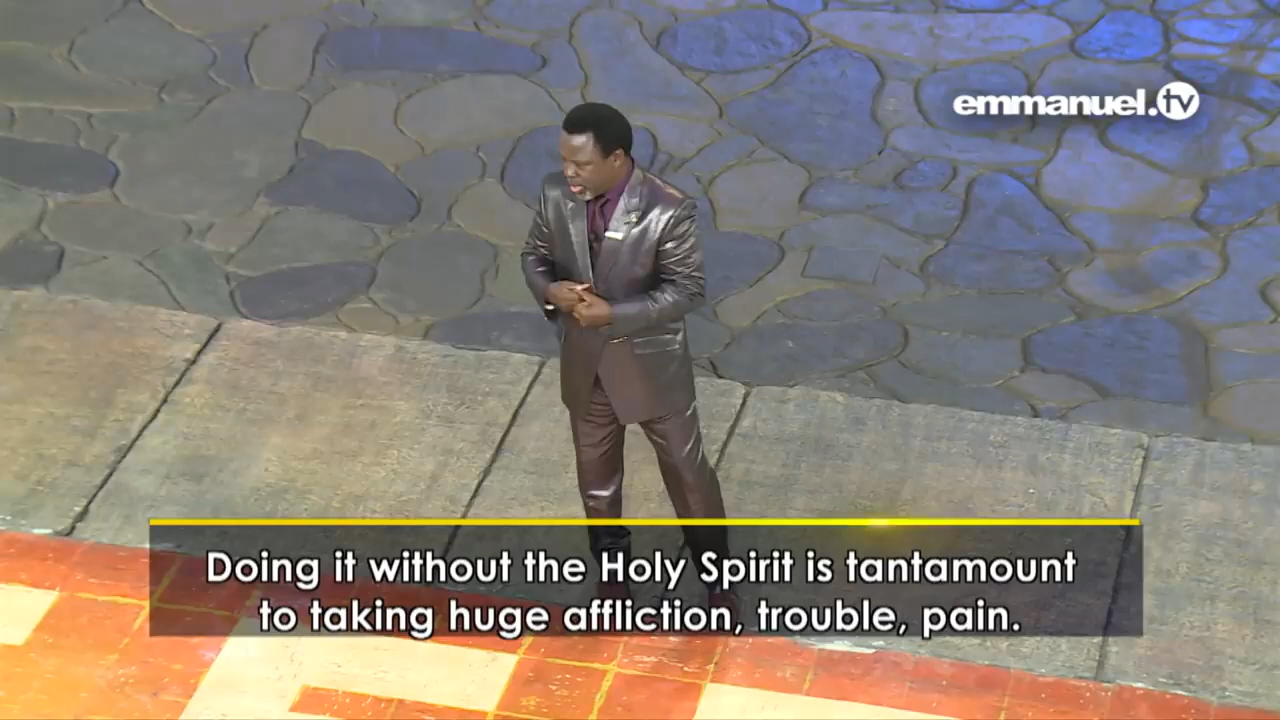 emmanuel.tv
Doing it without the Holy Spirit is tantamount
to taking huge affliction, trouble, pain.